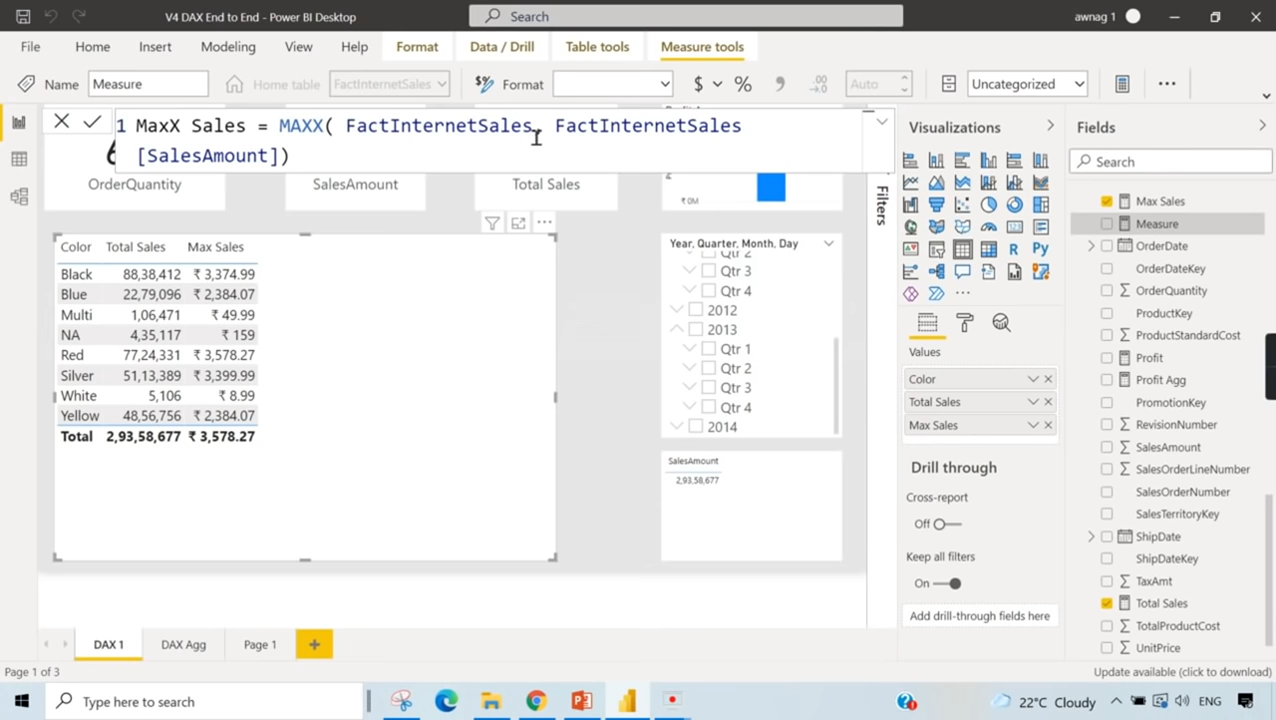 V4 DAX End to End - Power BI Desktop
Search
awnag 1
File Home Insert Modeling View Help Format Data / Drill Table tools Measure tools
Name Measure Home table FactInternetSales Format $ % Auto Uncategorized
1 MaxX Sales = MAXX( FactInternetSales, FactInternetSales
[SalesAmount])
OrderQuantity
SalesAmount
Total Sales
₹ 0M
Filters
Color Total Sales Max Sales
Black 88,38,412 ₹ 3,374.99
Blue 22,79,096 ₹ 2,384.07
Multi 1,06,471 ₹ 49.99
NA 4,35,117 ₹ 159
Red 77,24,331 ₹ 3,578.27
Silver 51,13,389 ₹ 3,399.99
White 5,106 ₹ 8.99
Yellow 48,56,756 ₹ 2,384.07
Total 2,93,58,677 ₹ 3,578.27
Year, Quarter, Month, Day
Qtr 2
Qtr 3
Qtr 4
2012
2013
Qtr 1
Qtr 2
Qtr 3
Qtr 4
2014
SalesAmount
2,93,58,677
Visualizations
R Py
Values
Color
Total Sales
Max Sales
Drill through
Cross-report
Off
Keep all filters
On
Add drill-through fields here
Fields
Search
Max Sales
Measure
OrderDate
OrderDateKey
OrderQuantity
ProductKey
ProductStandardCost
Profit
Profit Agg
PromotionKey
RevisionNumber
SalesAmount
SalesOrderLineNumber
SalesOrderNumber
SalesTerritoryKey
ShipDate
ShipDateKey
TaxAmt
Total Sales
TotalProductCost
UnitPrice
DAX 1 DAX Agg Page 1
Page 1 of 3
Update available (click to download)
Type here to search
22°C Cloudy
ENG